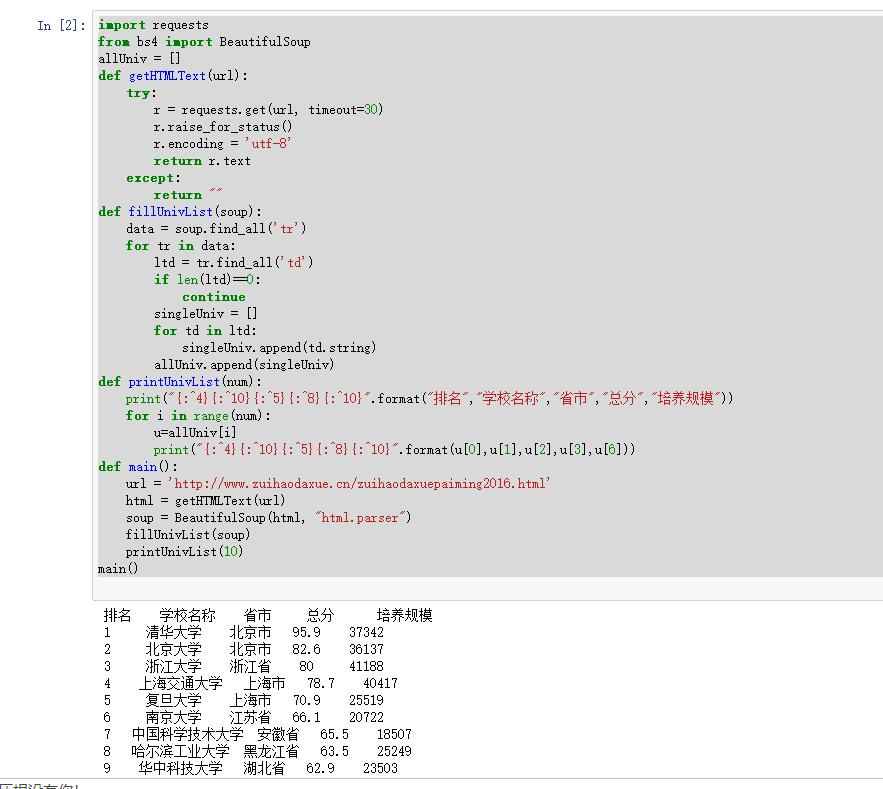 In [2]:
import requests
from bs4 import BeautifulSoup
allUniv = []
def getHTMLText(url):
    try:
        r = requests.get(url, timeout=30)
        r.raise_for_status()
        r.encoding = 'utf-8'
        return r.text
    except:
        return ""
def fillUnivList(soup):
    data = soup.find_all('tr')
    for tr in data:
        ltd = tr.find_all('td')
        if len(ltd)==0:
            continue
        singleUniv = []
        for td in ltd:
            singleUniv.append(td.string)
        allUniv.append(singleUniv)
def printUnivList(num):
    print("{:^4}{:^10}{:^5}{:^8}{:^10}".format("排名","学校名称","省市","总分","培养规模"))
    for i in range(num):
        u=allUniv[i]
        print("{:^4}{:^10}{:^5}{:^8}{:^10}".format(u[0],u[1],u[2],u[3],u[6]))
def main():
    url = 'http://www.zuihaodaxue.cn/zuihaodaxuepaiming2016.html'
    html = getHTMLText(url)
    soup = BeautifulSoup(html, "html.parser")
    fillUnivList(soup)
    printUnivList(10)
main()
排名 学校名称 省市 总分 培养规模
1 清华大学 北京市 95.9 37342
2 北京大学 北京市 82.6 36137
3 浙江大学 浙江省 80 41188
4 上海交通大学 上海市 78.7 40417
5 复旦大学 上海市 70.9 25519
6 南京大学 江苏省 66.1 20722
7 中国科学技术大学 安徽省 65.5 18507
8 哈尔滨工业大学 黑龙江省 63.5 25249
9 华中科技大学 湖北省 62.9 23503